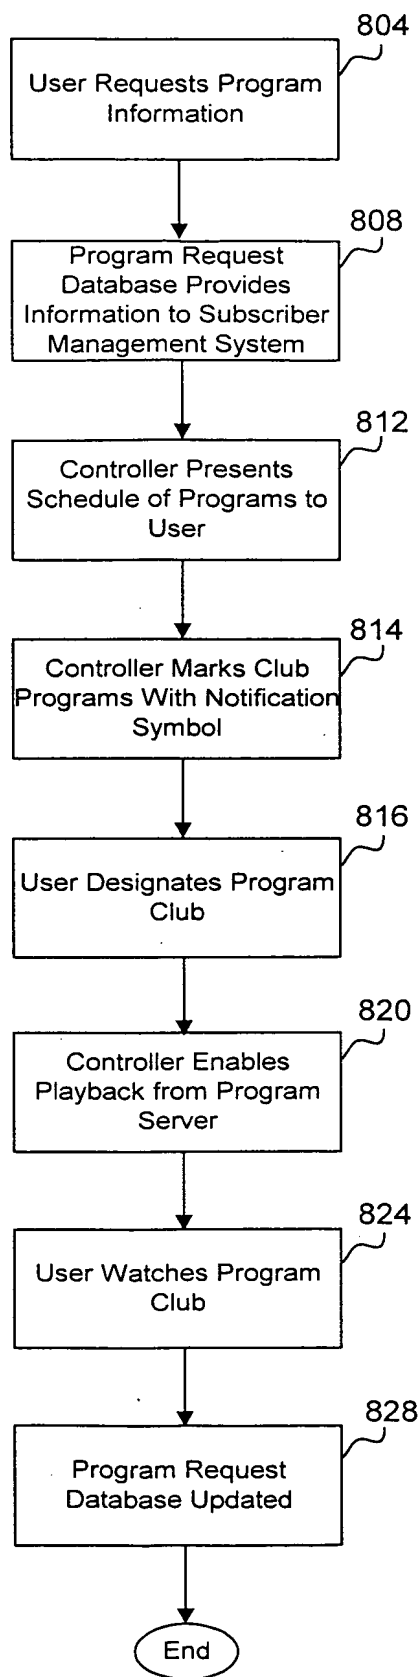 804
User Requests Program
Information
808
Program Request
Database Provides
Information to Subscriber
Management System
812
Controller Presents
Schedule of Programs to
User
814
Controller Marks Club
Programs With Notification
Symbol
816
User Designates Program
Club
820
Controller Enables
Playback from Program
Server
824
User Watches Program
Club
828
Program Request
Database Updated
End